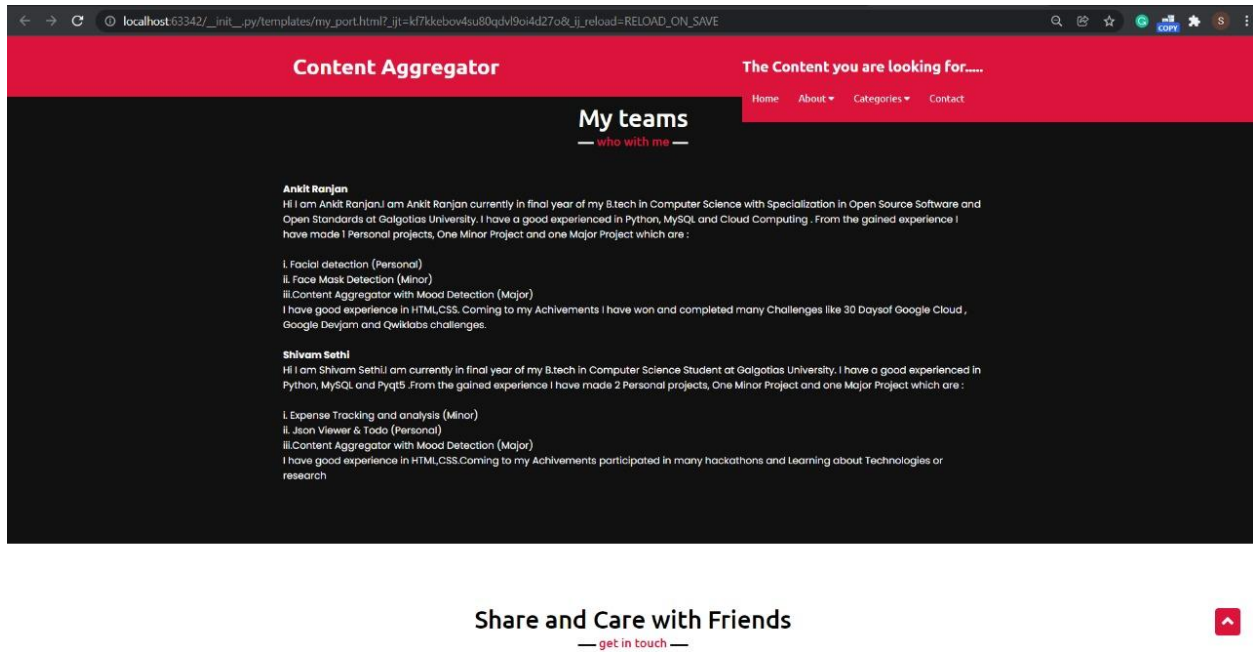 localhost:63342/__init__.py/templates/my_port.html?_ijt=kf7kkebov4su80qdvl9oi4d27o&_ij_reload=RELOAD_ON_SAVE
COPY
S
Content Aggregator
The Content you are looking for.....
Home About Categories Contact
My teams
who with me
Ankit Ranjan
Hi I am Ankit Ranjan.I am Ankit Ranjan currently in final year of my B.tech in Computer Science with Specialization in Open Source Software and
Open Standards at Galgotias University. I have a good experienced in Python, MySQL and Cloud Computing . From the gained experience I
have made 1 Personal projects, One Minor Project and one Major Project which are :
i. Facial detection (Personal)
ii. Face Mask Detection (Minor)
iii.Content Aggregator with Mood Detection (Major)
I have good experience in HTML,CSS. Coming to my Achivements I have won and completed many Challenges like 30 Daysof Google Cloud ,
Google Devjam and Qwiklabs challenges.
Shivam Sethi
Hi I am Shivam Sethi.I am currently in final year of my B.tech in Computer Science Student at Galgotias University. I have a good experienced in
Python, MySQL and Pyqt5 .From the gained experience I have made 2 Personal projects, One Minor Project and one Major Project which are :
i. Expense Tracking and analysis (Minor)
ii. Json Viewer & Todo (Personal)
iii.Content Aggregator with Mood Detection (Major)
I have good experience in HTML,CSS.Coming to my Achivements participated in many hackathons and Learning about Technologies or
research
Share and Care with Friends
get in touch